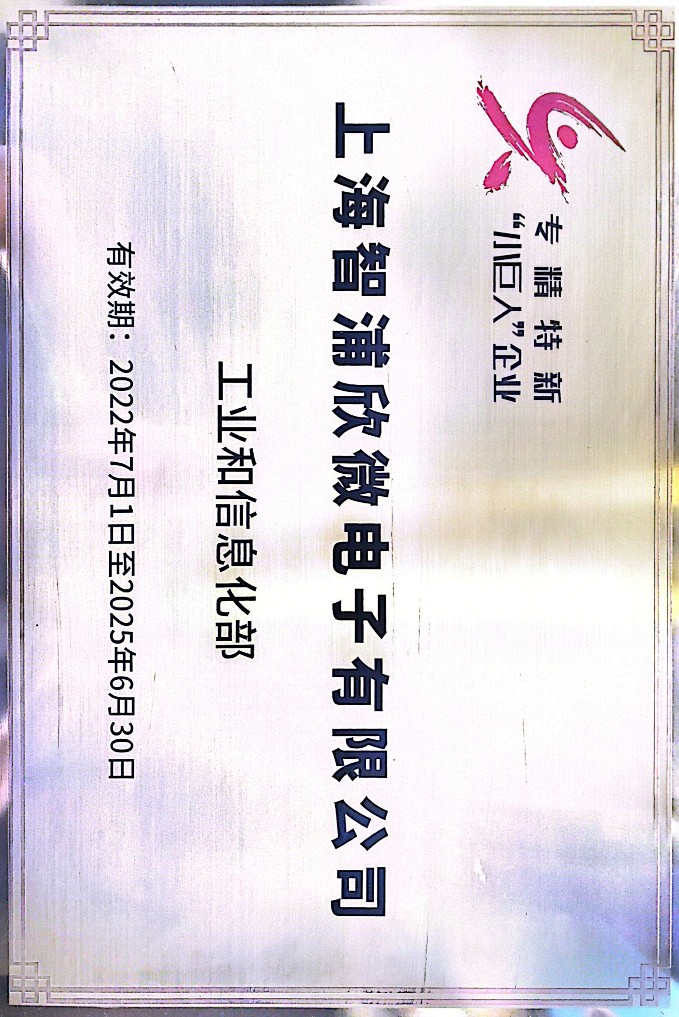 专精特新
“小巨人”企业
上海智浦欣微电子有限公司
工业和信息化部
有效期：2022年7月1日至2025年6月30日